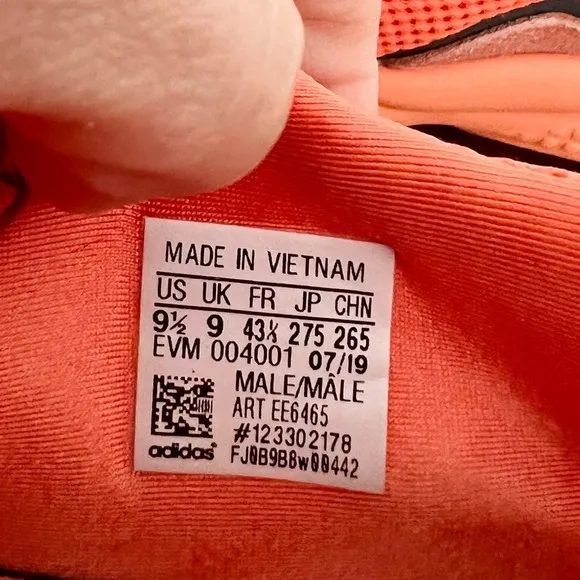 MADE IN VIETNAM
US UK FR JP CHN
9½ 9 43⅓ 275 265
EVM 004001 07/19
MALE/MÂLE
ART EE6465
#123302178
adidas FJ0B9B8w00442